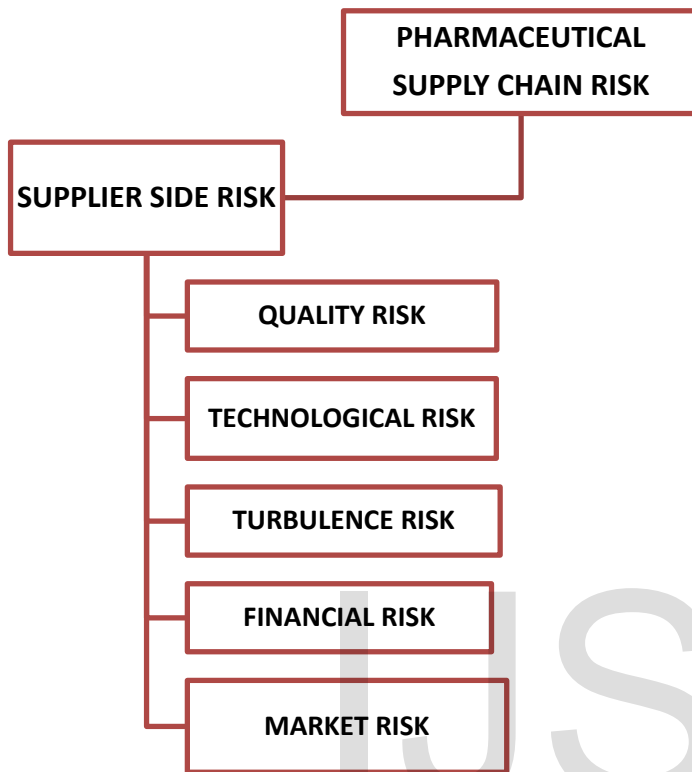 PHARMACEUTICAL
SUPPLY CHAIN RISK
SUPPLIER SIDE RISK
QUALITY RISK
TECHNOLOGICAL RISK
TURBULENCE RISK
FINANCIAL RISK
MARKET RISK
IJS